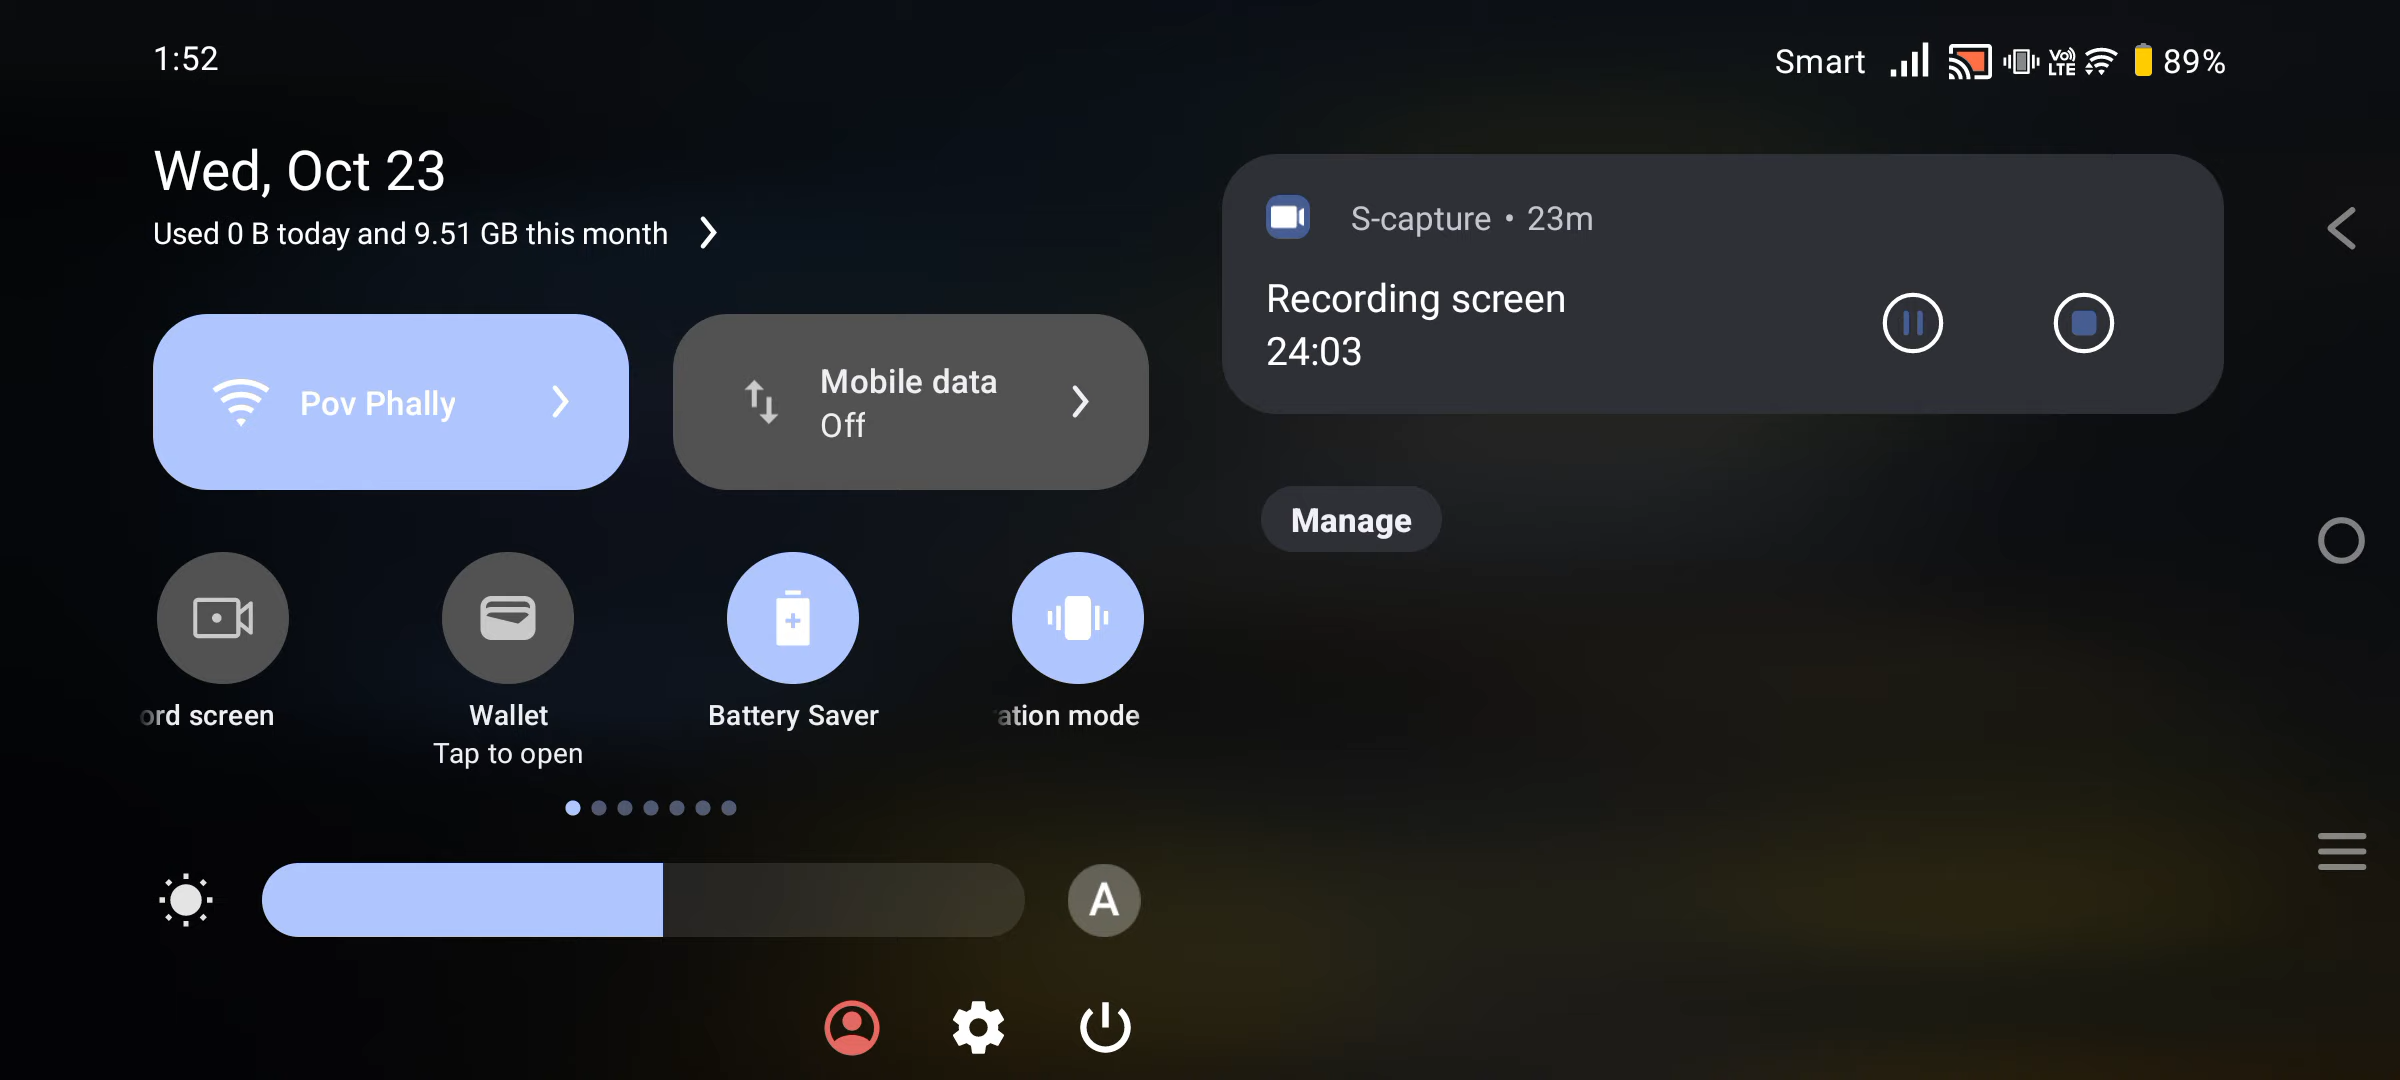 1:52
Smart
Vo)) LTE
89%
Wed, Oct 23
Used 0 B today and 9.51 GB this month
Pov Phally
Mobile data
Off
ord screen
Wallet
Tap to open
Battery Saver
ation mode
A
S-capture • 23m
Recording screen
24:03
Manage